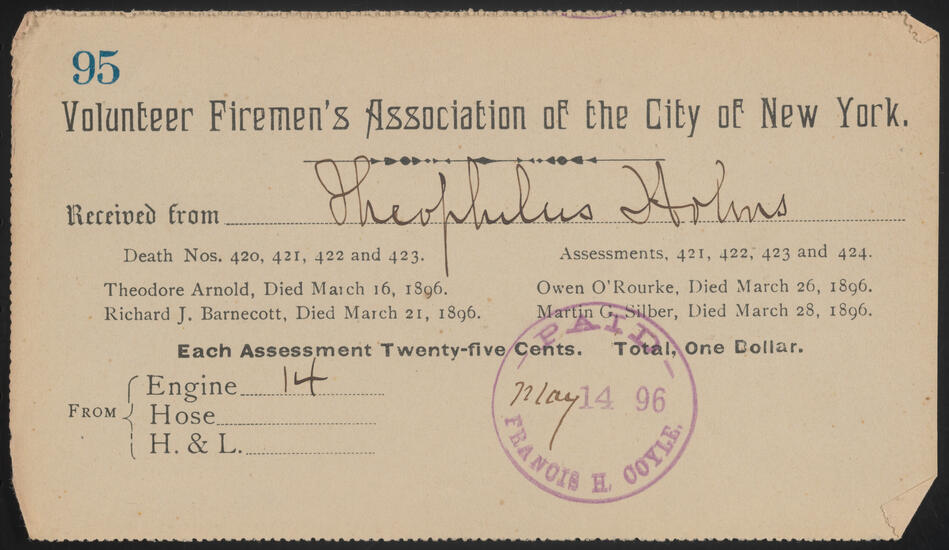 95
Volunteer Firemen's Association of the City of New York.
Received from Theophilus Holms
Death Nos. 420, 421, 422 and 423.
Assessments, 421, 422, 423 and 424.
Theodore Arnold, Died March 16, 1896.
Owen O'Rourke, Died March 26, 1896.
Richard J. Barnecott, Died March 21, 1896.
Martin G. Silber, Died March 28, 1896.
Each Assessment Twenty-five Cents. Total, One Dollar.
From
Engine 14
Hose
H. & L.
— PAID —
May 14 96
FRANCIS H. COYLE.